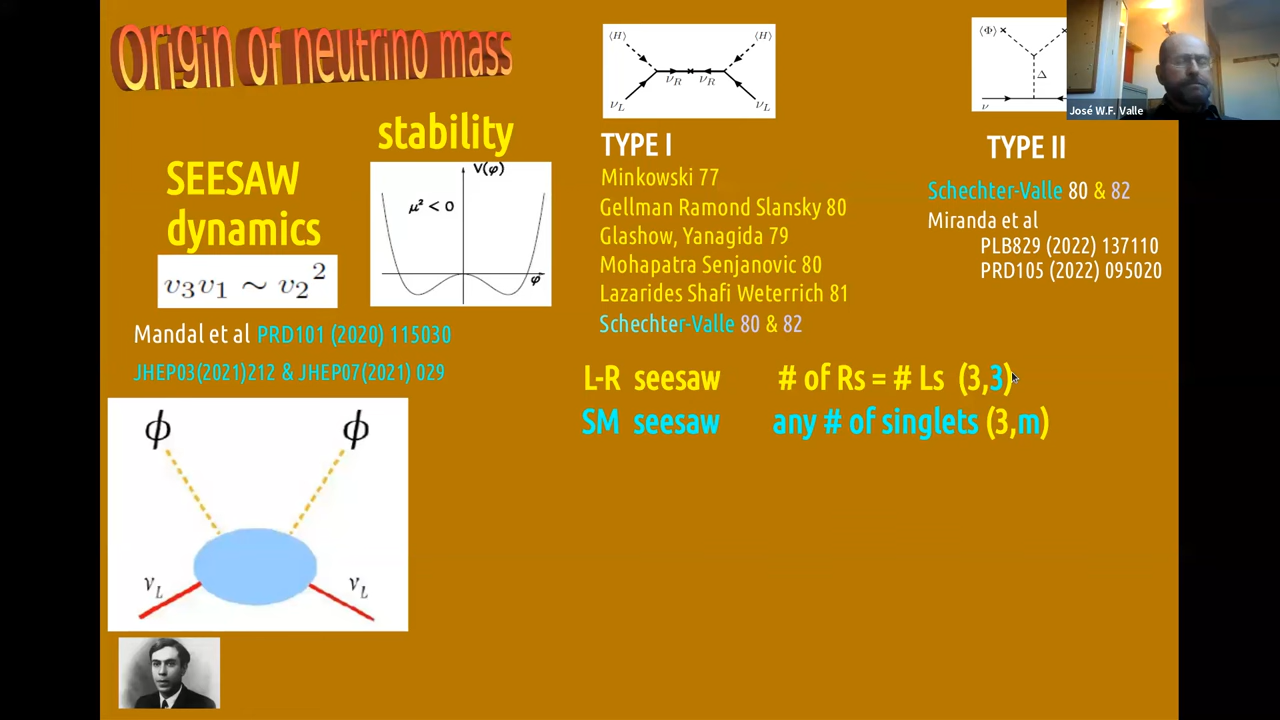 Origin of neutrino mass
stability
SEESAW
dynamics
V(φ)
μ² < 0
φ
v₃v₁ ~ v₂²
Mandal et al PRD101 (2020) 115030
JHEP03(2021)212 & JHEP07(2021) 029
ϕ ϕ
ν_L ν_L
⟨H⟩ ⟨H⟩
ν_R ν_R
ν_L ν_L
TYPE I
Minkowski 77
Gellman Ramond Slansky 80
Glashow, Yanagida 79
Mohapatra Senjanovic 80
Lazarides Shafi Weterrich 81
Schechter-Valle 80 & 82
⟨Φ⟩
Δ
ν
TYPE II
Schechter-Valle 80 & 82
Miranda et al
PLB829 (2022) 137110
PRD105 (2022) 095020
L-R seesaw # of Rs = # Ls (3,3)
SM seesaw any # of singlets (3,m)
José W.F. Valle